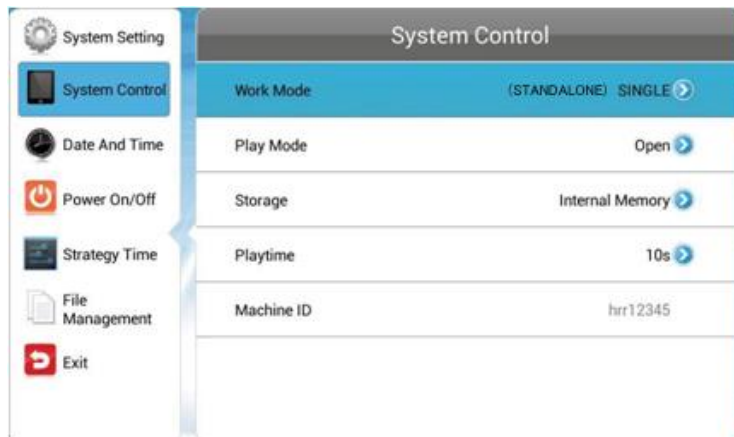 System Setting
System Control
Date And Time
Power On/Off
Strategy Time
File
Management
Exit
System Control
Work Mode (STANDALONE) SINGLE
Play Mode Open
Storage Internal Memory
Playtime 10s
Machine ID hrr12345